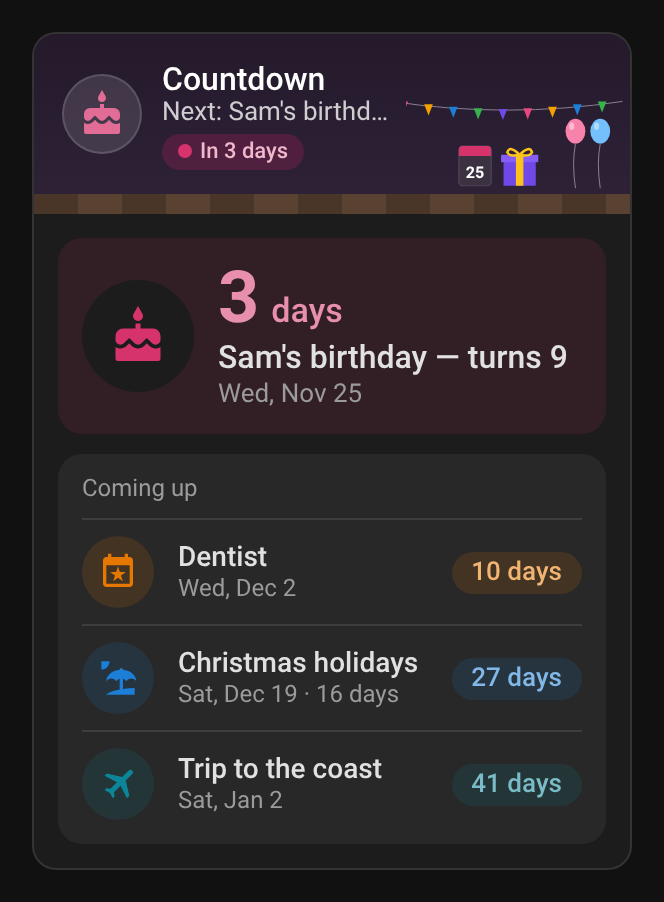 Countdown
Next: Sam's birthd...
In 3 days
25
3 days
Sam's birthday — turns 9
Wed, Nov 25
Coming up
Dentist
Wed, Dec 2
10 days
Christmas holidays
Sat, Dec 19 · 16 days
27 days
Trip to the coast
Sat, Jan 2
41 days